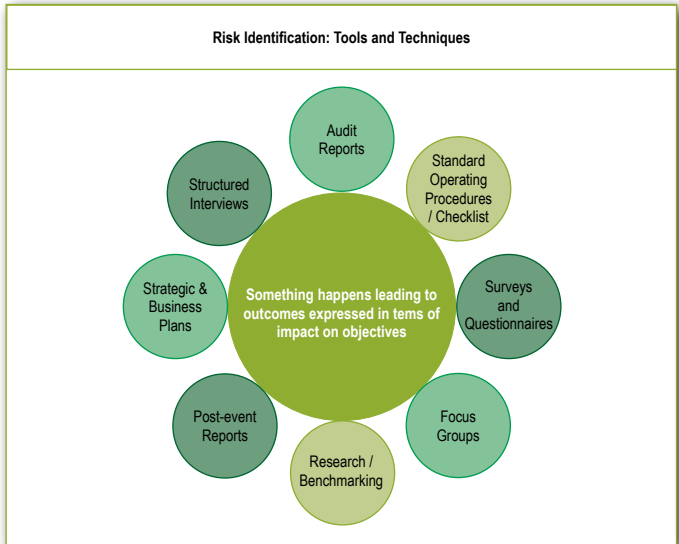 Risk Identification: Tools and Techniques
Audit
Reports
Standard
Operating
Procedures
/ Checklist
Surveys
and
Questionnaires
Focus
Groups
Research /
Benchmarking
Post-event
Reports
Strategic &
Business
Plans
Structured
Interviews
Something happens leading to
outcomes expressed in tems of
impact on objectives